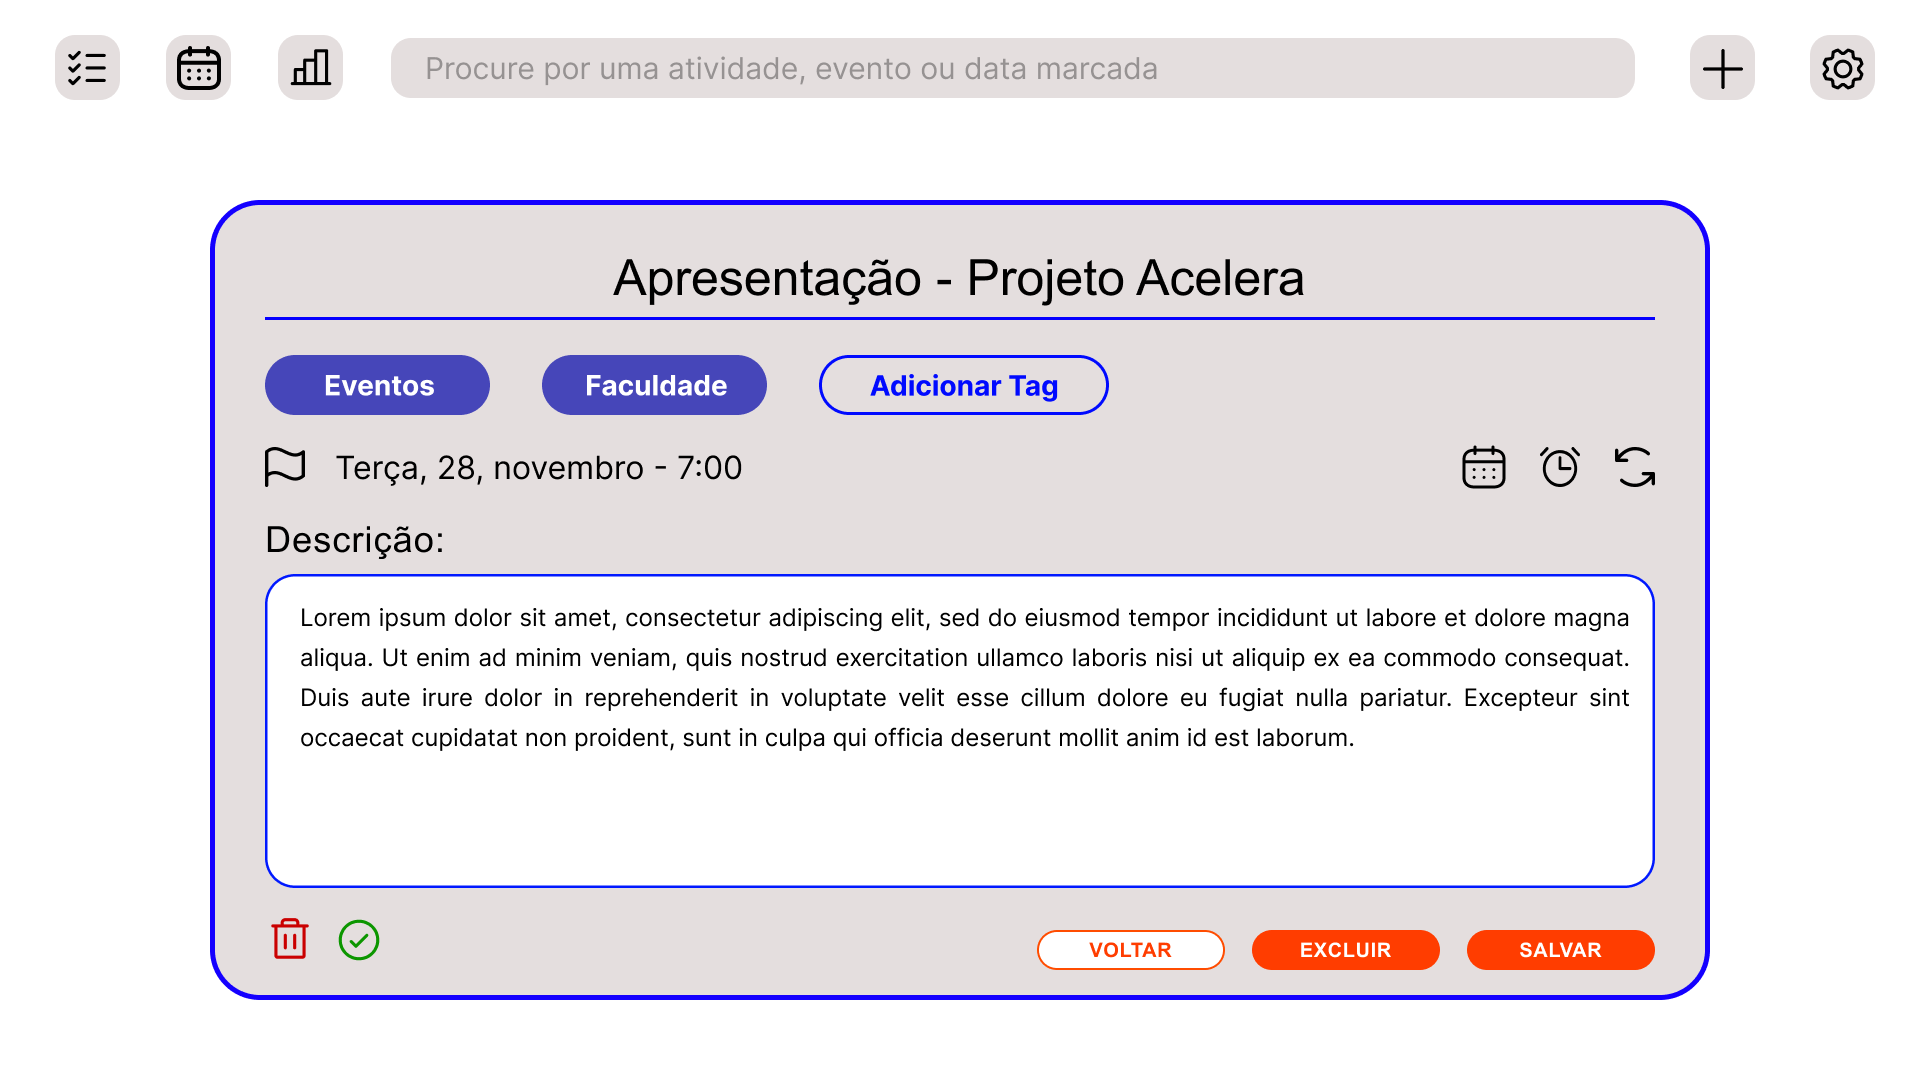 Procure por uma atividade, evento ou data marcada
Apresentação - Projeto Acelera
Eventos
Faculdade
Adicionar Tag
Terça, 28, novembro - 7:00
Descrição:
Lorem ipsum dolor sit amet, consectetur adipiscing elit, sed do eiusmod tempor incididunt ut labore et dolore magna
aliqua. Ut enim ad minim veniam, quis nostrud exercitation ullamco laboris nisi ut aliquip ex ea commodo consequat.
Duis aute irure dolor in reprehenderit in voluptate velit esse cillum dolore eu fugiat nulla pariatur. Excepteur sint
occaecat cupidatat non proident, sunt in culpa qui officia deserunt mollit anim id est laborum.
VOLTAR
EXCLUIR
SALVAR